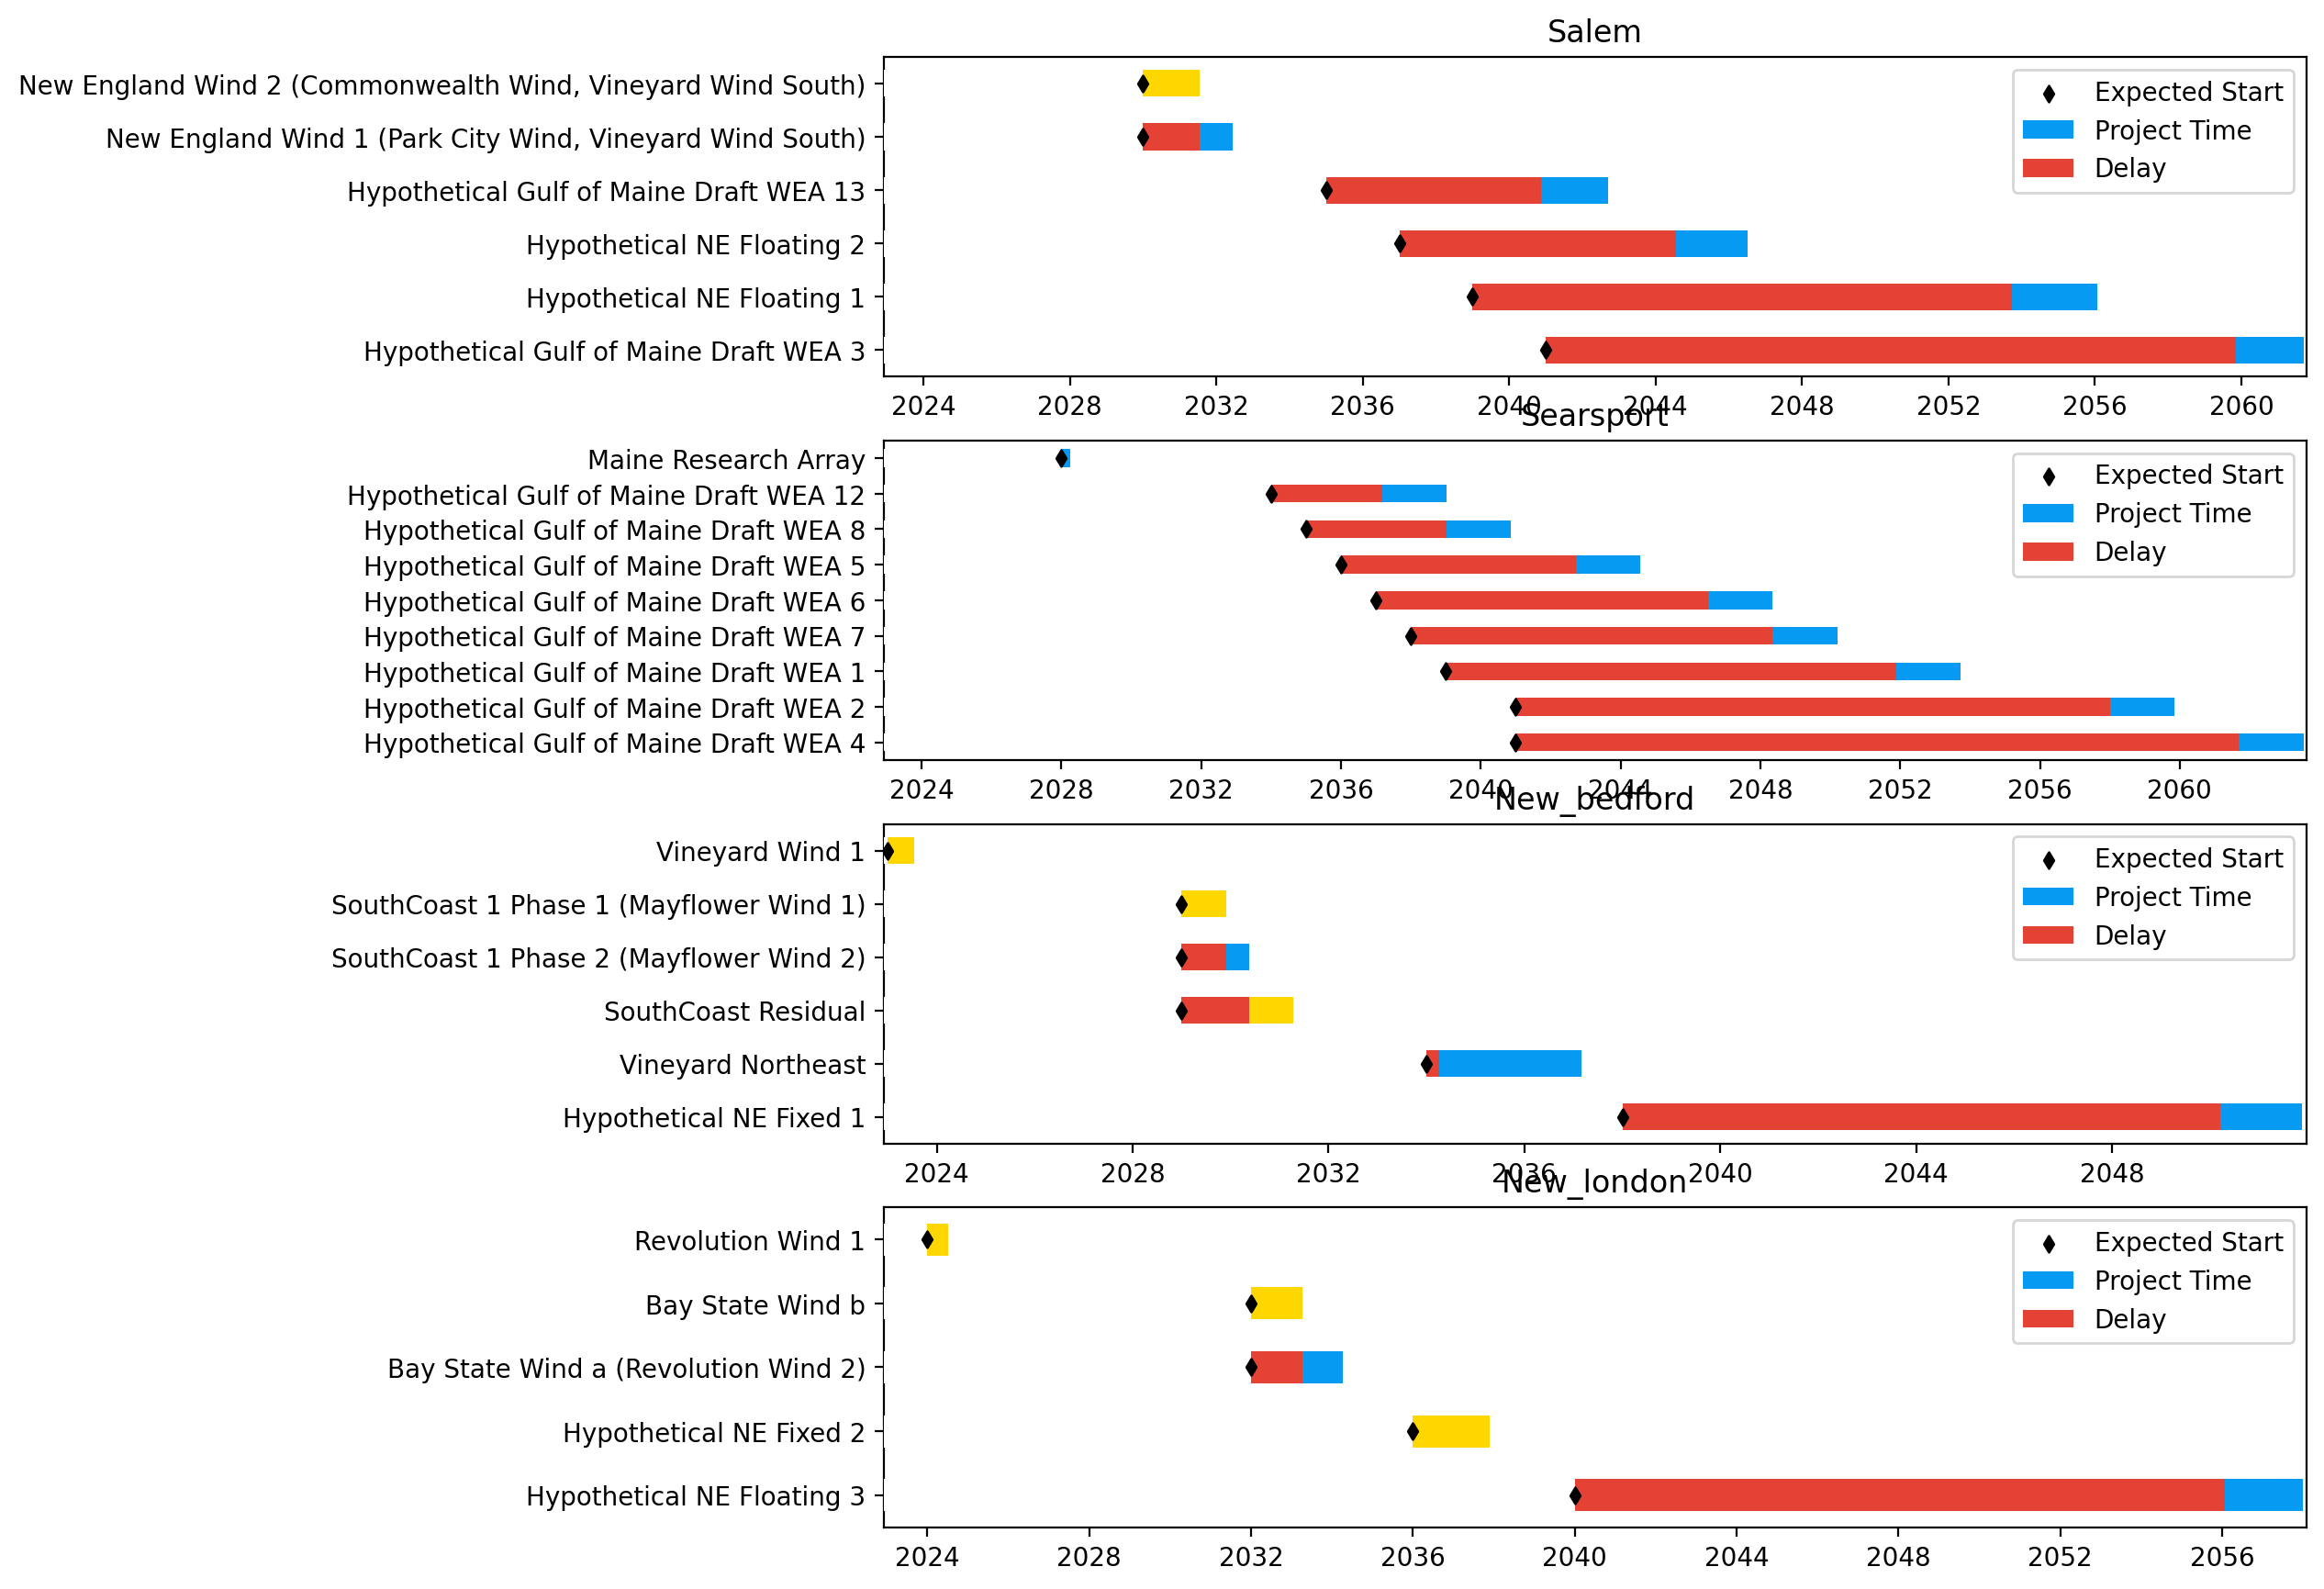 Salem
New England Wind 2 (Commonwealth Wind, Vineyard Wind South)
New England Wind 1 (Park City Wind, Vineyard Wind South)
Hypothetical Gulf of Maine Draft WEA 13
Hypothetical NE Floating 2
Hypothetical NE Floating 1
Hypothetical Gulf of Maine Draft WEA 3
Expected Start
Project Time
Delay
2024 2028 2032 2036 2040 2044 2048 2052 2056 2060
Searsport
Maine Research Array
Hypothetical Gulf of Maine Draft WEA 12
Hypothetical Gulf of Maine Draft WEA 8
Hypothetical Gulf of Maine Draft WEA 5
Hypothetical Gulf of Maine Draft WEA 6
Hypothetical Gulf of Maine Draft WEA 7
Hypothetical Gulf of Maine Draft WEA 1
Hypothetical Gulf of Maine Draft WEA 2
Hypothetical Gulf of Maine Draft WEA 4
Expected Start
Project Time
Delay
2024 2028 2032 2036 2040 2044 2048 2052 2056 2060
New_bedford
Vineyard Wind 1
SouthCoast 1 Phase 1 (Mayflower Wind 1)
SouthCoast 1 Phase 2 (Mayflower Wind 2)
SouthCoast Residual
Vineyard Northeast
Hypothetical NE Fixed 1
Expected Start
Project Time
Delay
2024 2028 2032 2036 2040 2044 2048
New_london
Revolution Wind 1
Bay State Wind b
Bay State Wind a (Revolution Wind 2)
Hypothetical NE Fixed 2
Hypothetical NE Floating 3
Expected Start
Project Time
Delay
2024 2028 2032 2036 2040 2044 2048 2052 2056